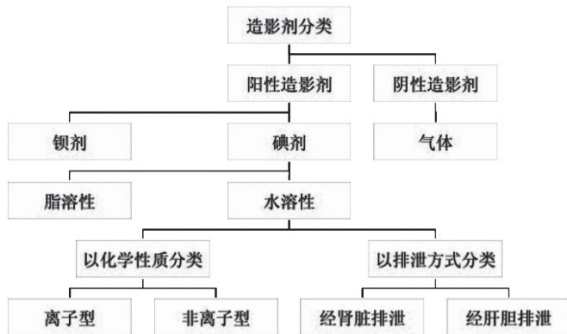 造影剂分类
阳性造影剂
阴性造影剂
钡剂
碘剂
气体
脂溶性
水溶性
以化学性质分类
以排泄方式分类
离子型
非离子型
经肾脏排泄
经肝胆排泄